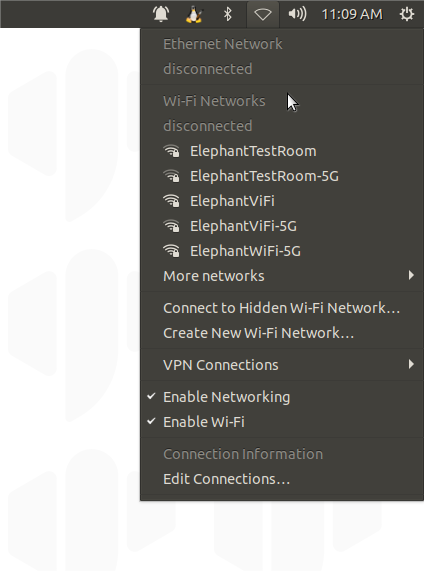 11:09 AM
Ethernet Network
disconnected
Wi-Fi Networks
disconnected
ElephantTestRoom
ElephantTestRoom-5G
ElephantViFi
ElephantViFi-5G
ElephantWiFi-5G
More networks
Connect to Hidden Wi-Fi Network…
Create New Wi-Fi Network…
VPN Connections
Enable Networking
Enable Wi-Fi
Connection Information
Edit Connections…